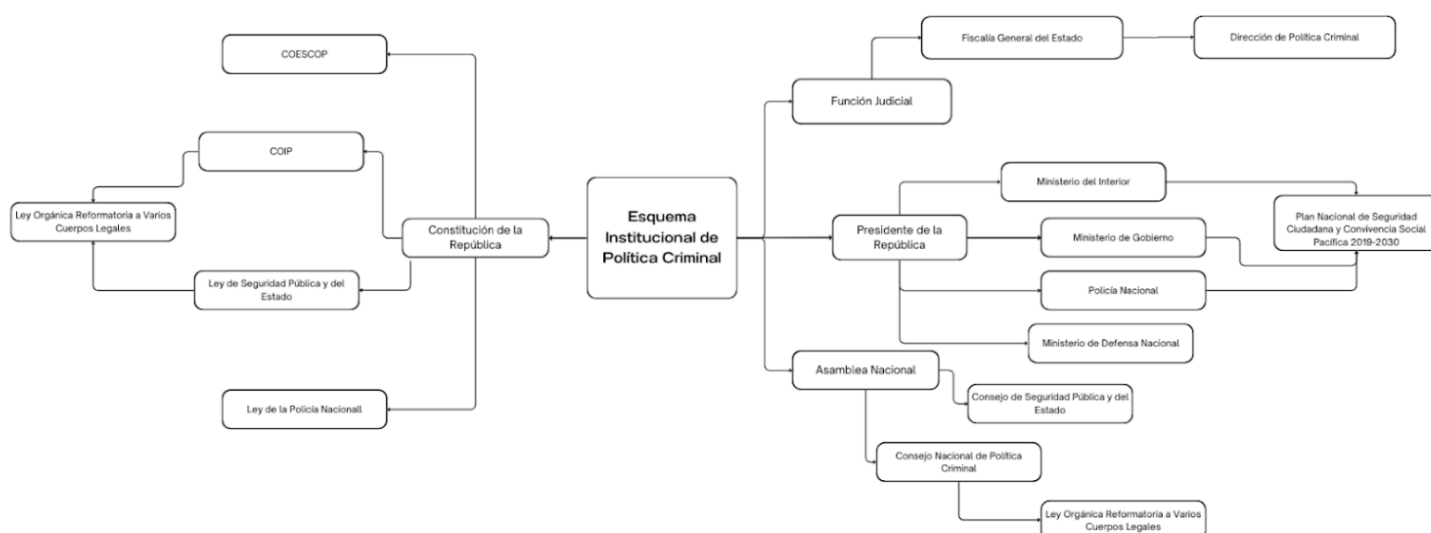 COESCOP
COIP
Ley Orgánica Reformatoria a Varios
Cuerpos Legales
Ley de Seguridad Pública y del
Estado
Ley de la Policía Nacionall
Constitución de la
República
Esquema
Institucional de
Política Criminal
Función Judicial
Fiscalía General del Estado
Dirección de Política Criminal
Presidente de la
República
Ministerio del Interior
Ministerio de Gobierno
Policía Nacional
Ministerio de Defensa Nacional
Plan Nacional de Seguridad
Ciudadana y Convivencia Social
Pacífica 2019-2030
Asamblea Nacional
Consejo de Seguridad Pública y del
Estado
Consejo Nacional de Política
Criminal
Ley Orgánica Reformatoria a Varios
Cuerpos Legales